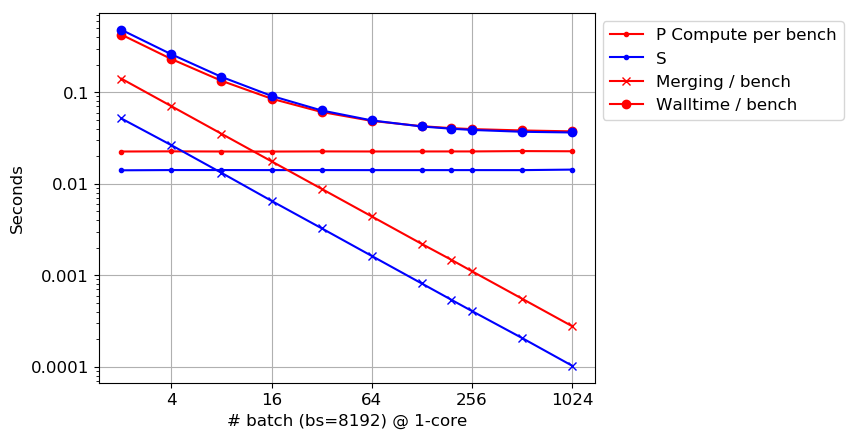 0.1
0.01
0.001
0.0001
Saconds
4 16 64 256 1024
# batch (bs=8192) @ 1-core
P Compute per bench
S
Merging / bench
Walltime / bench